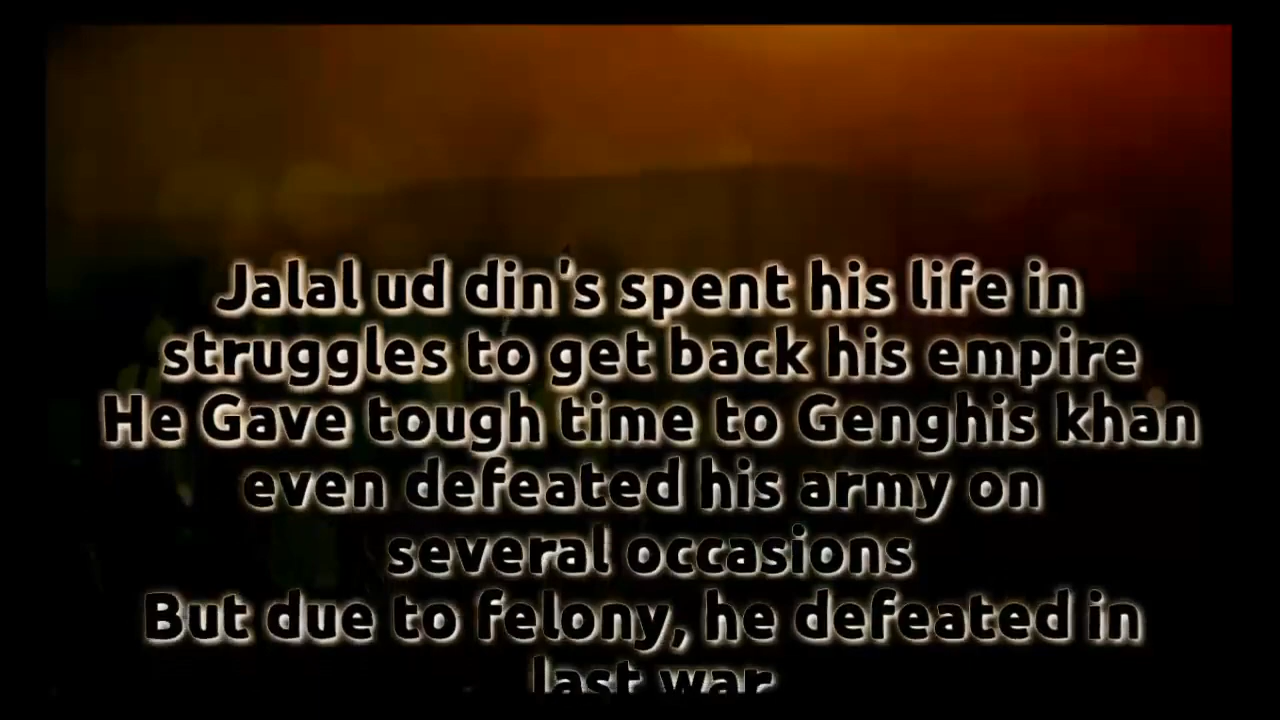 Jalal ud din's spent his life in
struggles to get back his empire
He Gave tough time to Genghis khan
even defeated his army on
several occasions
But due to felony, he defeated in
last war